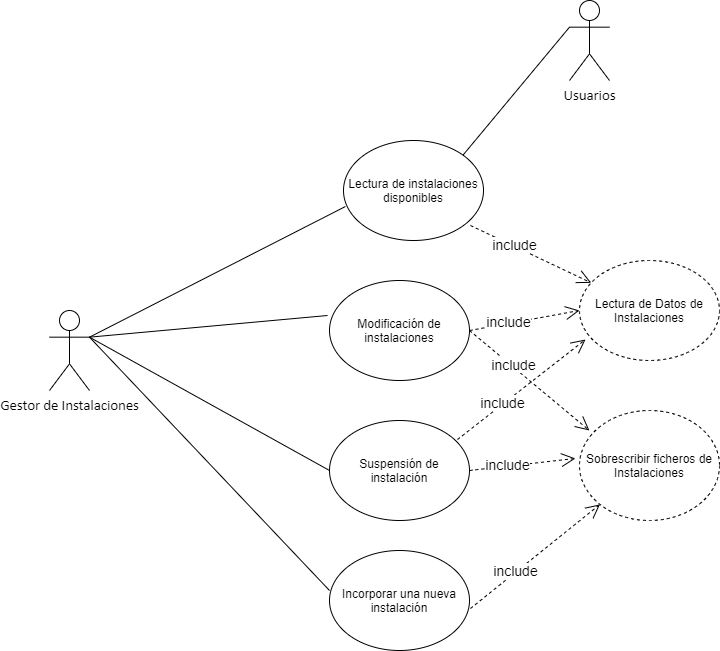 Usuarios
Lectura de instalaciones
disponibles
include
Lectura de Datos de
Instalaciones
Modificación de
instalaciones
include
include
Gestor de Instalaciones
include
Suspensión de
instalación
include
Sobrescribir ficheros de
Instalaciones
include
Incorporar una nueva
instalación